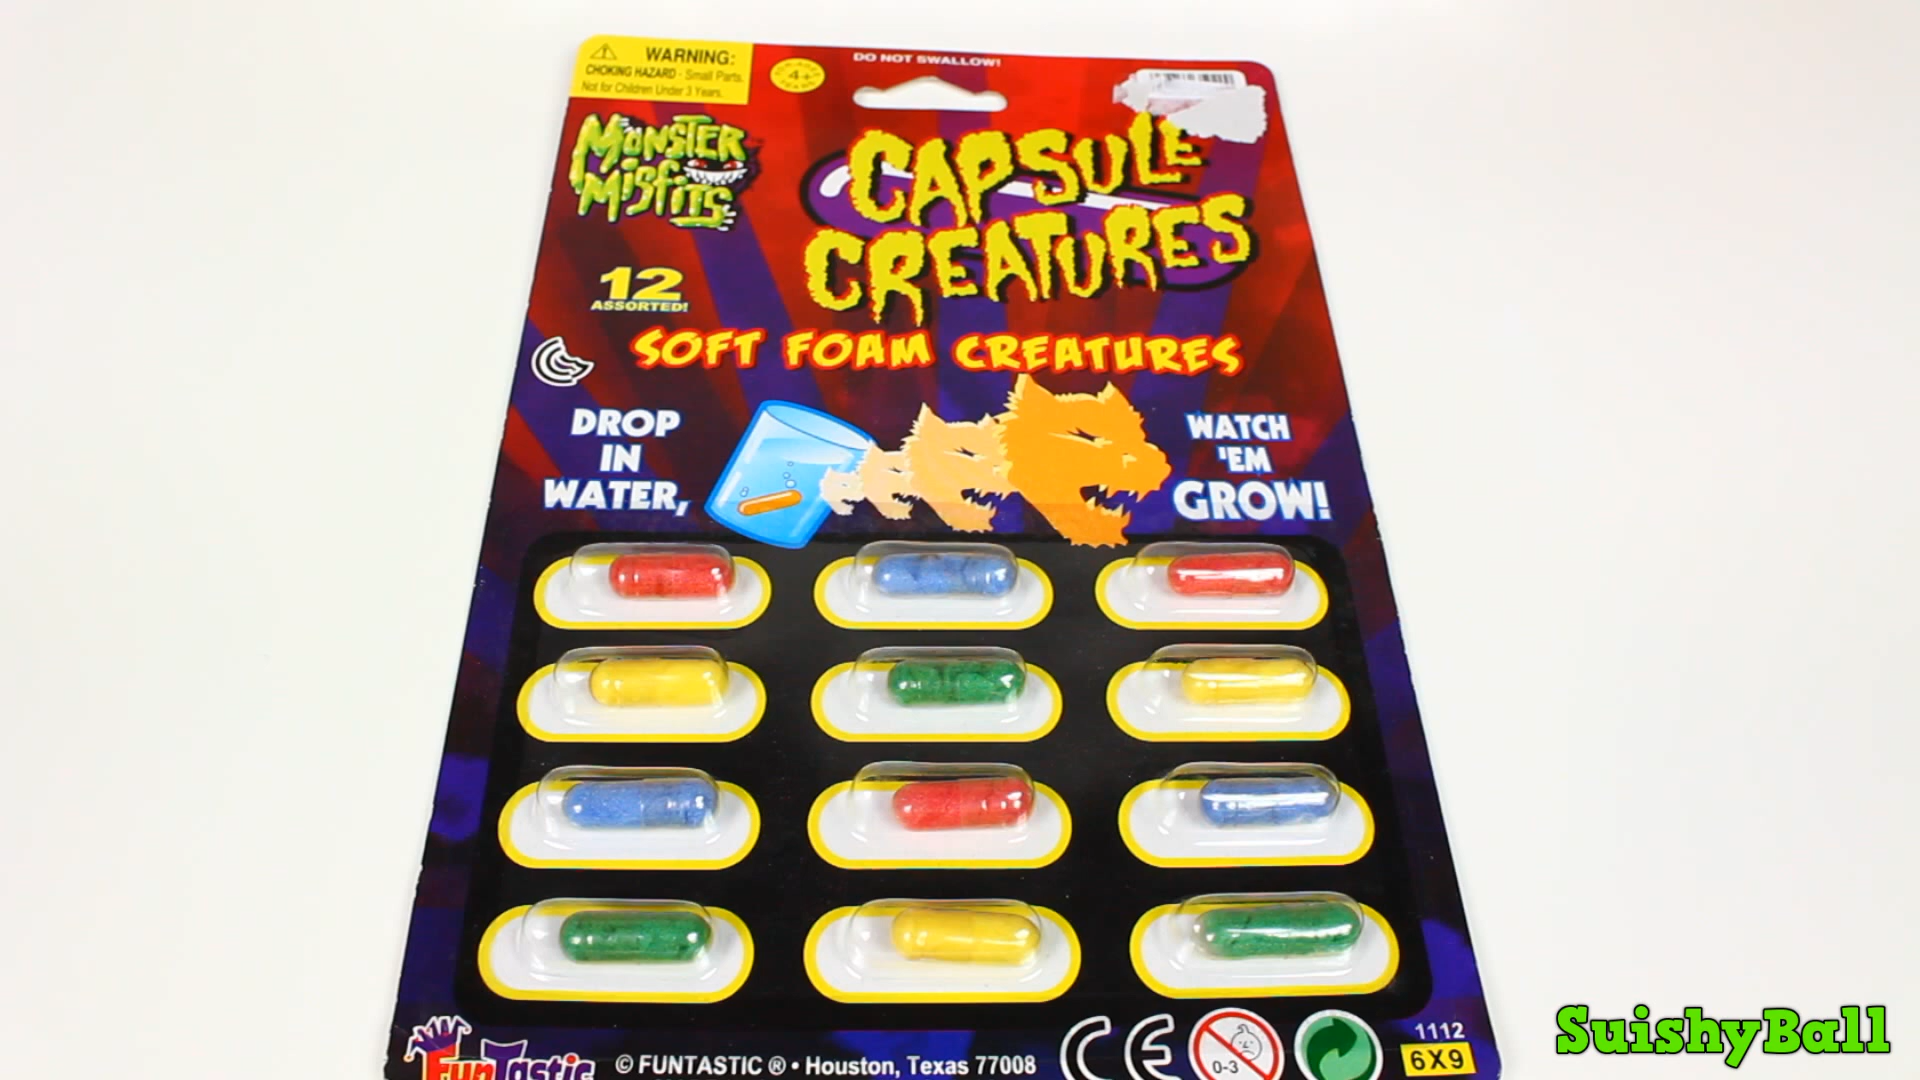 WARNING:
CHOKING HAZARD - Small Parts.
Not for Children Under 3 Years.
4+
DO NOT SWALLOW!
MONSTER
MISFITS
CAPSULE
CREATURES
12
ASSORTED!
SOFT FOAM CREATURES
DROP
IN
WATER,
WATCH
'EM
GROW!
FunTastic
© FUNTASTIC ® • Houston, Texas 77008
CE
0-3
1112
6X9
SuishyBall